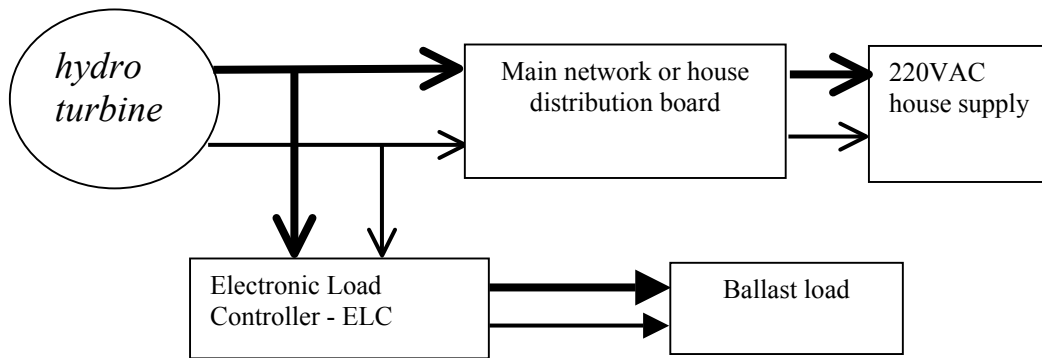 hydro
turbine
Main network or house
distribution board
220VAC
house supply
Electronic Load
Controller - ELC
Ballast load